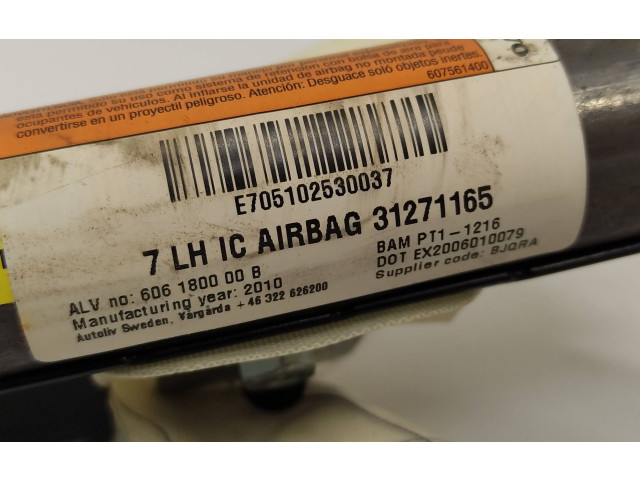 está permitido su uso como sistema de retención con bolsa de aire para
ocupantes de vehículos. Al inflarse la unidad de airbag no montada puede
convertirse en un proyectil peligroso. Atención: Desguace soló objetos inertes.
607561400
E705102530037
7 LH IC AIRBAG 31271165
ALV no: 606 1800 00 B
BAM PT1-1216
Manufacturing year: 2010
DOT EX2006010079
Autoliv Sweden, Vårgårda +46 322 626200
Supplier code: BJQRA